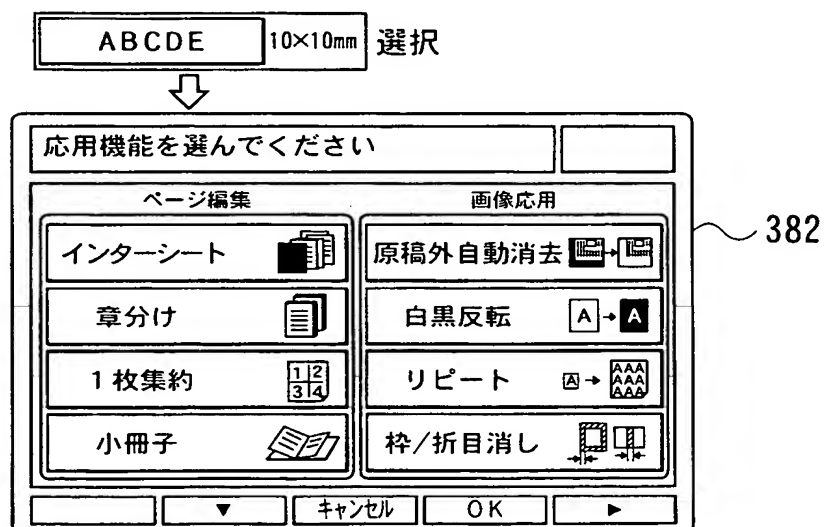 ABCDE 10×10mm 選択
応用機能を選んでください
382
ページ編集 画像応用
インターシート 原稿外自動消去
章分け 白黒反転 A→A
1枚集約 1 2 3 4 リピート A→AAA AAA AAA
小冊子 枠/折目消し
▼ キャンセル OK ▶